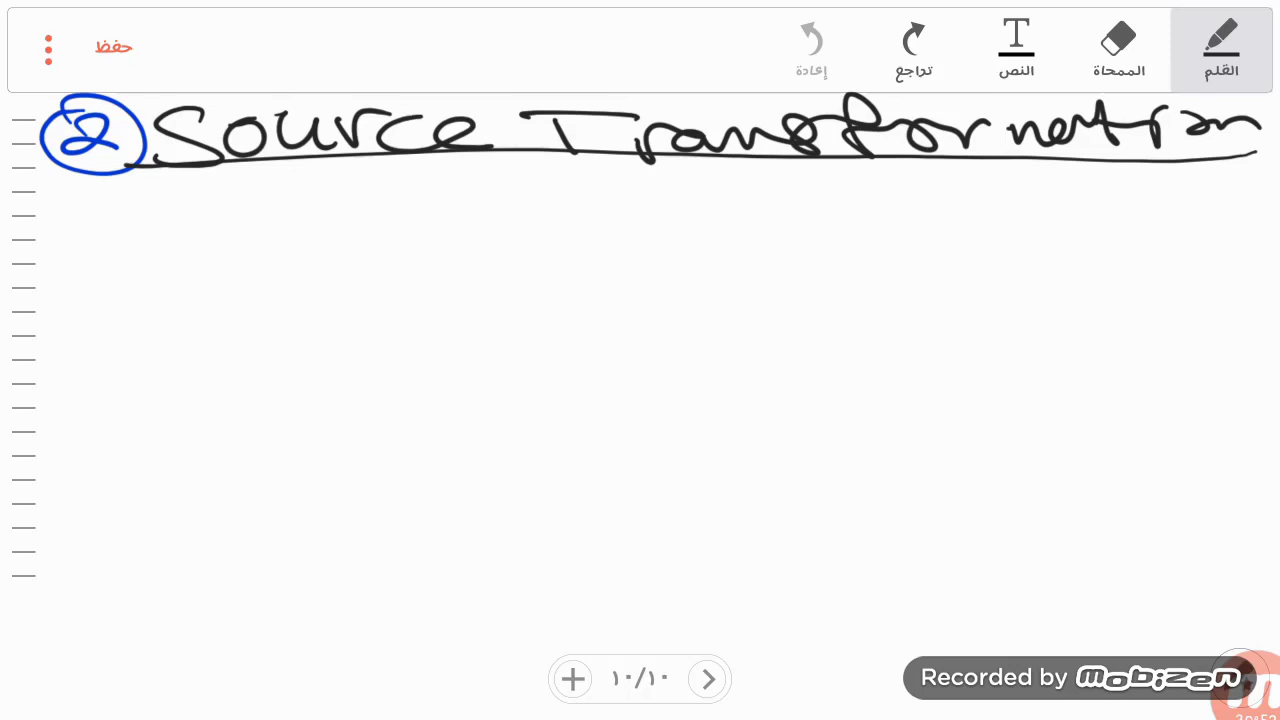 حفظ
إعادة
تراجع
النص
الممحاة
القلم
2 Source Transformation
١٠/١٠
Recorded by mobizen